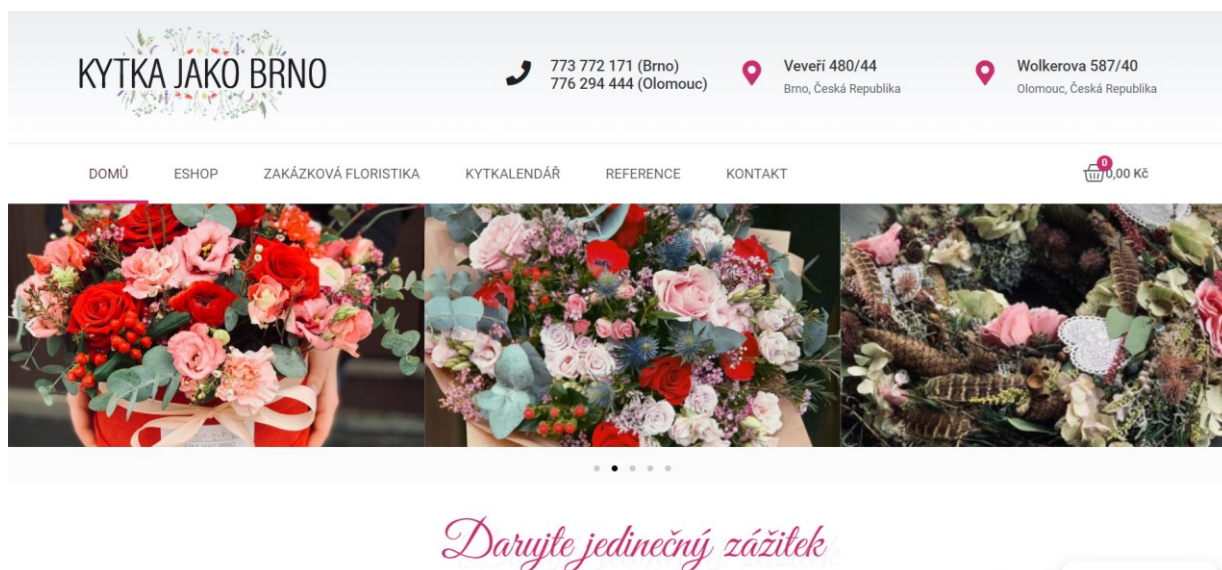 KYTKA JAKO BRNO
773 772 171 (Brno)
776 294 444 (Olomouc)
Veveří 480/44
Brno, Česká Republika
Wolkerova 587/40
Olomouc, Česká Republika
DOMŮ
ESHOP
ZAKÁZKOVÁ FLORISTIKA
KYTKALENDÁŘ
REFERENCE
KONTAKT
0
0,00 Kč
Darujte jedinečný zážitek